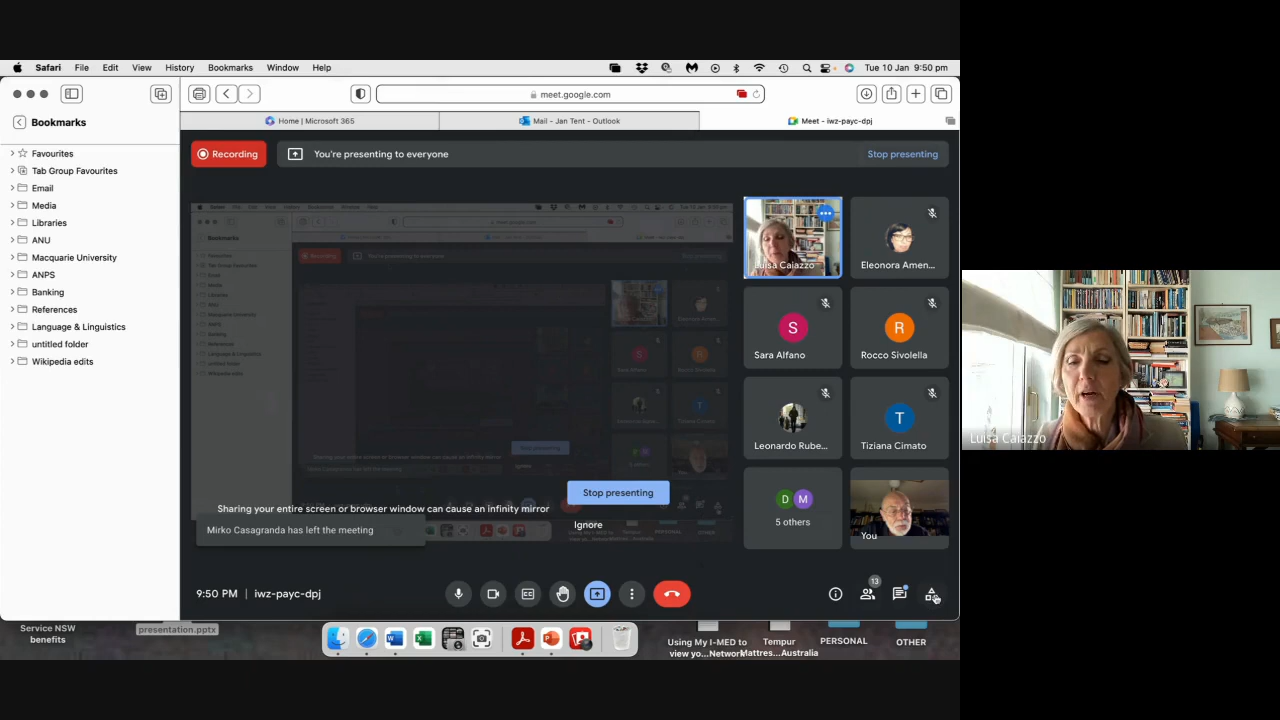 Safari File Edit View History Bookmarks Window Help Tue 10 Jan 9:50 pm
meet.google.com
Bookmarks
Home | Microsoft 365 Mail - Jan Tent - Outlook Meet - iwz-payc-dpj
Favourites
Tab Group Favourites
Email
Media
Libraries
ANU
Macquarie University
ANPS
Banking
References
Language & Linguistics
untitled folder
Wikipedia edits
Recording You're presenting to everyone Stop presenting
Luisa Caiazzo Eleonora Amen...
S R
Sara Alfano Rocco Sivolella
T
Leonardo Rube... Tiziana Cimato
D M
5 others You
Stop presenting
Sharing your entire screen or browser window can cause an infinity mirror
Ignore
Mirko Casagranda has left the meeting
9:50 PM | iwz-payc-dpj
13
Luisa Caiazzo
Service NSW
benefits
presentation.pptx
Using My I-MED to
view yo...Network
Tempur
Mattres...Australia
PERSONAL
OTHER